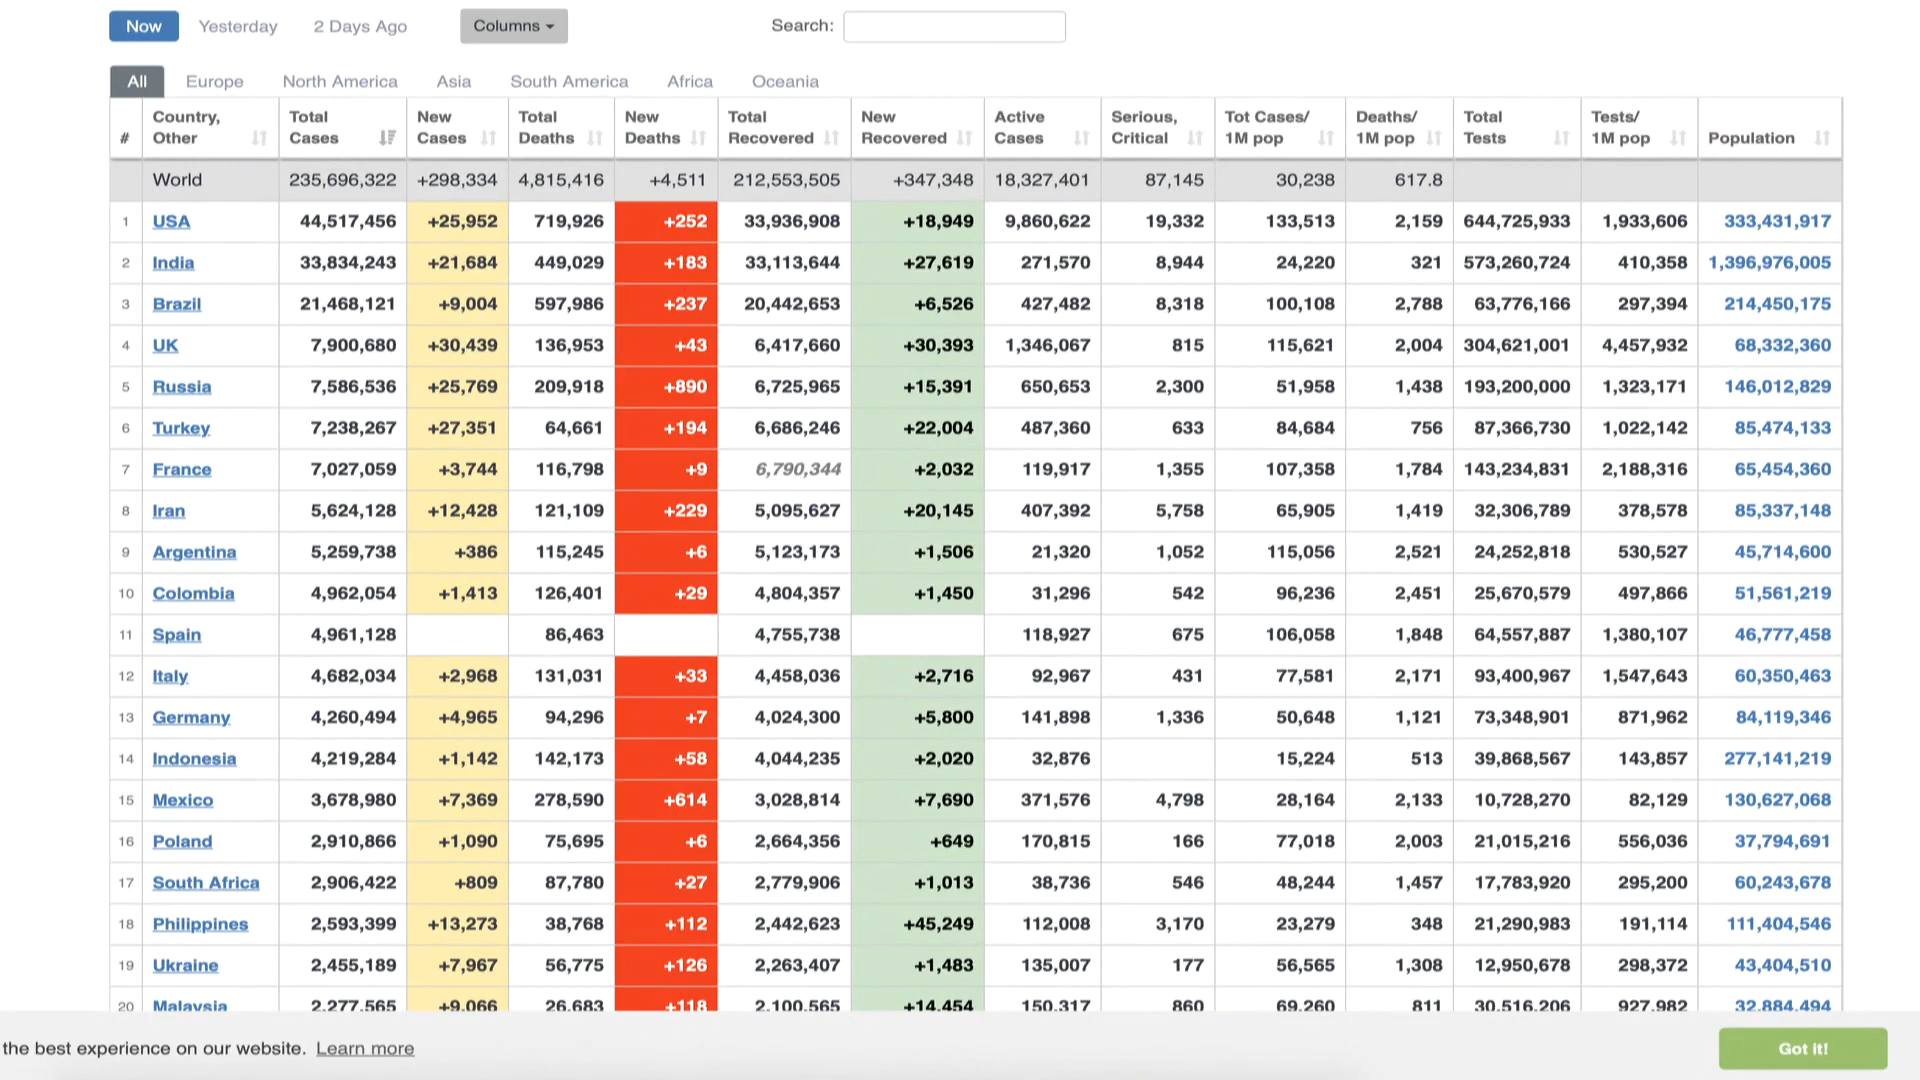 Now Yesterday 2 Days Ago Columns Search:
All Europe North America Asia South America Africa Oceania
# Country, Other Total Cases New Cases Total Deaths New Deaths Total Recovered New Recovered Active Cases Serious, Critical Tot Cases/ 1M pop Deaths/ 1M pop Total Tests Tests/ 1M pop Population
World 235,696,322 +298,334 4,815,416 +4,511 212,553,505 +347,348 18,327,401 87,145 30,238 617.8
1 USA 44,517,456 +25,952 719,926 +252 33,936,908 +18,949 9,860,622 19,332 133,513 2,159 644,725,933 1,933,606 333,431,917
2 India 33,834,243 +21,684 449,029 +183 33,113,644 +27,619 271,570 8,944 24,220 321 573,260,724 410,358 1,396,976,005
3 Brazil 21,468,121 +9,004 597,986 +237 20,442,653 +6,526 427,482 8,318 100,108 2,788 63,776,166 297,394 214,450,175
4 UK 7,900,680 +30,439 136,953 +43 6,417,660 +30,393 1,346,067 815 115,621 2,004 304,621,001 4,457,932 68,332,360
5 Russia 7,586,536 +25,769 209,918 +890 6,725,965 +15,391 650,653 2,300 51,958 1,438 193,200,000 1,323,171 146,012,829
6 Turkey 7,238,267 +27,351 64,661 +194 6,686,246 +22,004 487,360 633 84,684 756 87,366,730 1,022,142 85,474,133
7 France 7,027,059 +3,744 116,798 +9 6,790,344 +2,032 119,917 1,355 107,358 1,784 143,234,831 2,188,316 65,454,360
8 Iran 5,624,128 +12,428 121,109 +229 5,095,627 +20,145 407,392 5,758 65,905 1,419 32,306,789 378,578 85,337,148
9 Argentina 5,259,738 +386 115,245 +6 5,123,173 +1,506 21,320 1,052 115,056 2,521 24,252,818 530,527 45,714,600
10 Colombia 4,962,054 +1,413 126,401 +29 4,804,357 +1,450 31,296 542 96,236 2,451 25,670,579 497,866 51,561,219
11 Spain 4,961,128 86,463 4,755,738 118,927 675 106,058 1,848 64,557,887 1,380,107 46,777,458
12 Italy 4,682,034 +2,968 131,031 +33 4,458,036 +2,716 92,967 431 77,581 2,171 93,400,967 1,547,643 60,350,463
13 Germany 4,260,494 +4,965 94,296 +7 4,024,300 +5,800 141,898 1,336 50,648 1,121 73,348,901 871,962 84,119,346
14 Indonesia 4,219,284 +1,142 142,173 +58 4,044,235 +2,020 32,876 15,224 513 39,868,567 143,857 277,141,219
15 Mexico 3,678,980 +7,369 278,590 +614 3,028,814 +7,690 371,576 4,798 28,164 2,133 10,728,270 82,129 130,627,068
16 Poland 2,910,866 +1,090 75,695 +6 2,664,356 +649 170,815 166 77,018 2,003 21,015,216 556,036 37,794,691
17 South Africa 2,906,422 +809 87,780 +27 2,779,906 +1,013 38,736 546 48,244 1,457 17,783,920 295,200 60,243,678
18 Philippines 2,593,399 +13,273 38,768 +112 2,442,623 +45,249 112,008 3,170 23,279 348 21,290,983 191,114 111,404,546
19 Ukraine 2,455,189 +7,967 56,775 +126 2,263,407 +1,483 135,007 177 56,565 1,308 12,950,678 298,372 43,404,510
20 Malaysia 2,277,565 +9,066 26,683 +118 2,100,565 +14,454 150,317 860 69,260 811 30,516,206 927,982 32,884,494
the best experience on our website. Learn more Got it!